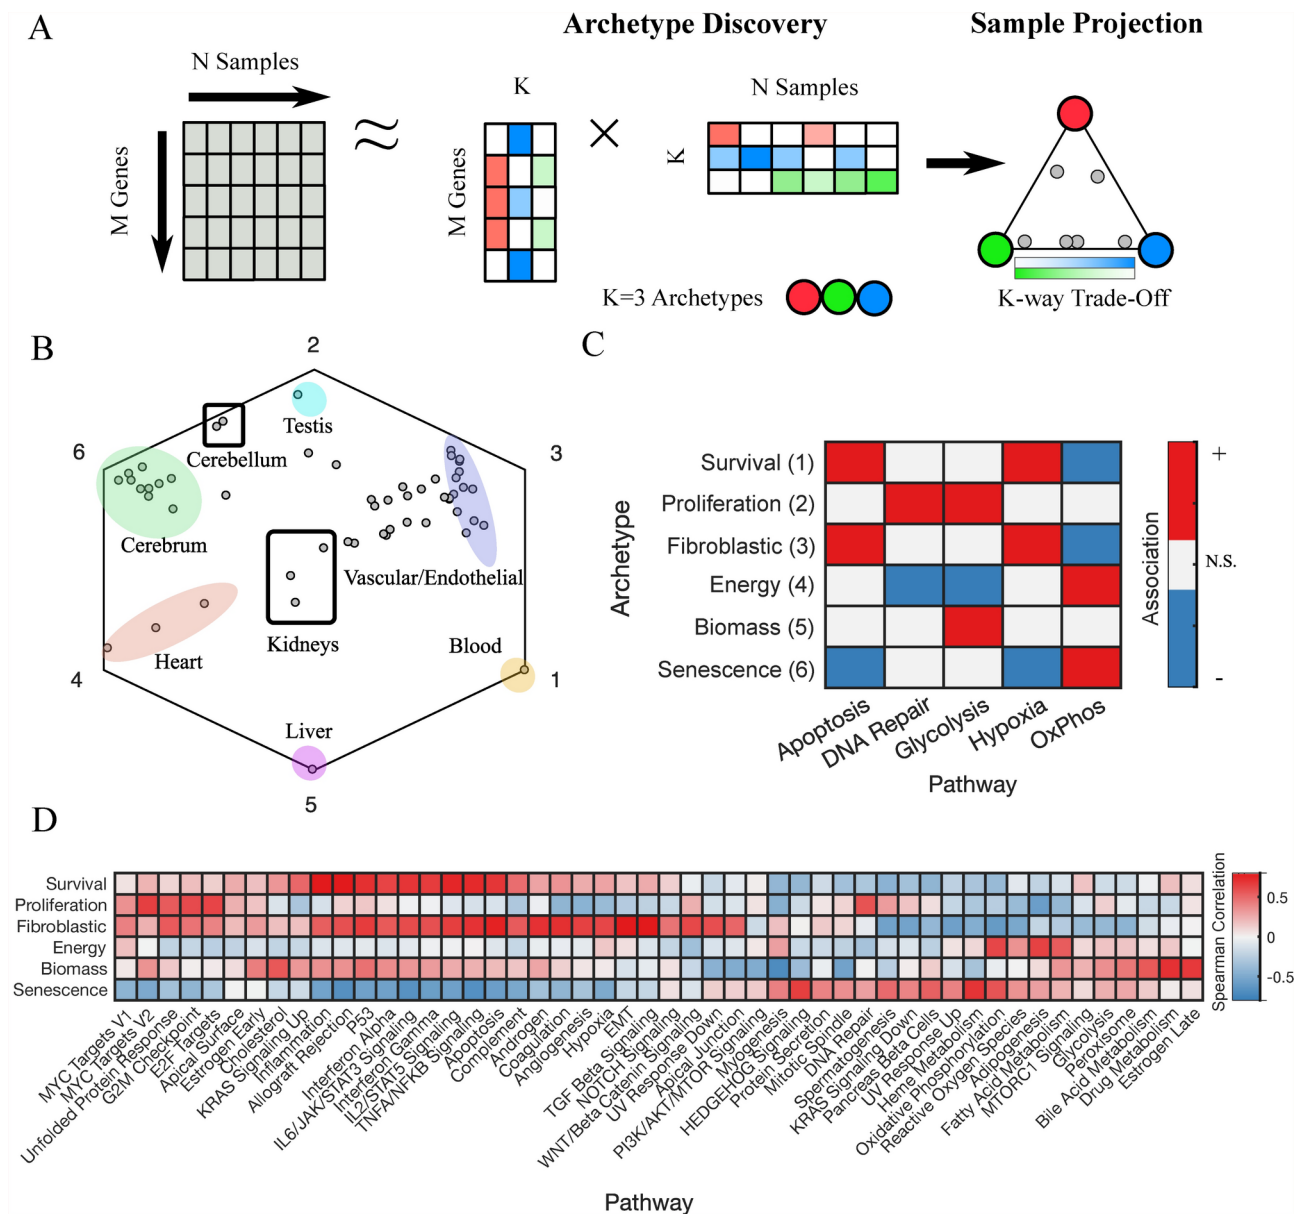 A
Archetype Discovery
Sample Projection
N Samples
M Genes
≈
K
M Genes
×
N Samples
K
K=3 Archetypes
K-way Trade-Off
B
2
6
3
4
1
5
Testis
Cerebellum
Cerebrum
Vascular/Endothelial
Kidneys
Heart
Blood
Liver
C
Archetype
Survival (1)
Proliferation (2)
Fibroblastic (3)
Energy (4)
Biomass (5)
Senescence (6)
Apoptosis
DNA Repair
Glycolysis
Hypoxia
OxPhos
Pathway
Association
+
N.S.
-
D
Survival
Proliferation
Fibroblastic
Energy
Biomass
Senescence
MYC Targets V1
MYC Targets V2
Unfolded Protein Response
G2M Checkpoint
E2F Targets
Apical Surface
Estrogen Early
Cholesterol
KRAS Signaling Up
Inflammation
Allograft Rejection
P53
Interferon Alpha
IL6/JAK/STAT3 Signaling
Interferon Gamma
IL2/STAT5 Signaling
TNFA/NFKB Signaling
Apoptosis
Complement
Androgen
Coagulation
Angiogenesis
Hypoxia
EMT
TGF Beta Signaling
NOTCH Signaling
WNT/Beta Catenin Signaling
UV Response Down
Apical Junction
PI3K/AKT/MTOR Signaling
Myogenesis
HEDGEHOG Signaling
Protein Secretion
Mitotic Spindle
DNA Repair
Spermatogenesis
KRAS Signaling Down
Pancreas Beta Cells
UV Response Up
Heme Metabolism
Oxidative Phosphorylation
Reactive Oxygen Species
Adipogenesis
Fatty Acid Metabolism
MTORC1 Signaling
Glycolysis
Peroxisome
Bile Acid Metabolism
Drug Metabolism
Estrogen Late
Pathway
Spearman Correlation
0.5
0
-0.5